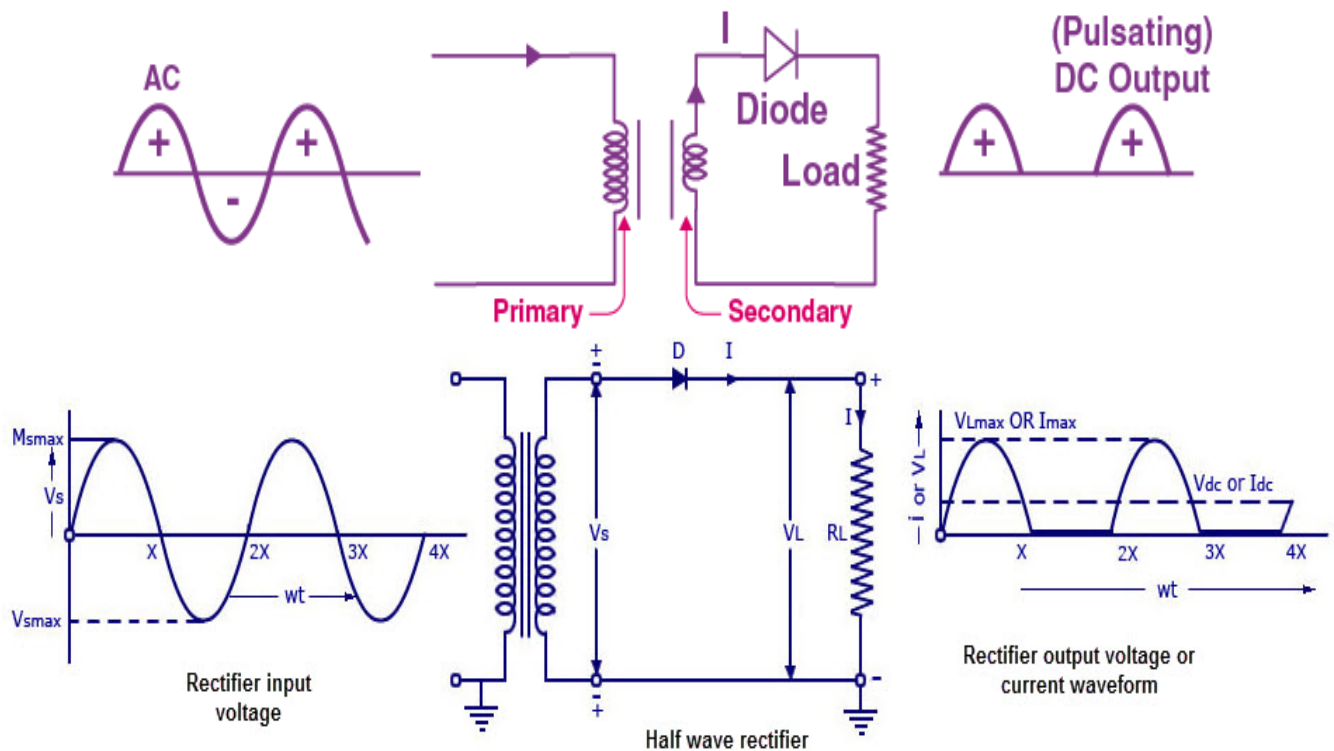 AC
I
(Pulsating)
DC Output
+
+
-
Diode
Load
+
+
Primary
Secondary
+
-
D
I
+
I
Msmax
Vs
Vsmax
X
2X
3X
4X
wt
Rectifier input
voltage
Vs
VL
RL
-
-
+
Half wave rectifier
VLmax OR Imax
Vdc or Idc
i or VL
X
2X
3X
4X
wt
Rectifier output voltage or
current waveform